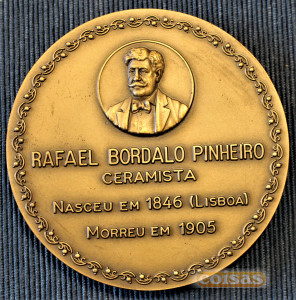 RAFAEL BORDALO PINHEIRO
CERAMISTA
NASCEU EM 1846 (LISBOA)
MORREU EM 1905
coisas